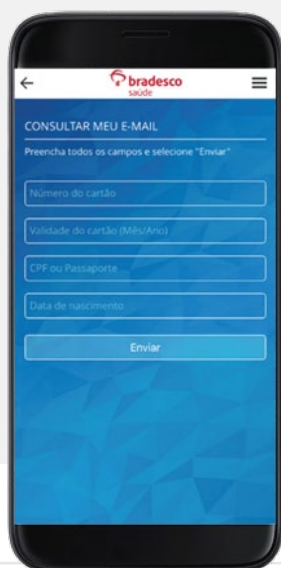 bradesco
saúde
CONSULTAR MEU E-MAIL
Preencha todos os campos e selecione "Enviar"
Número do cartão
Validade do cartão (Mês/Ano)
CPF ou Passaporte
Data de nascimento
Enviar